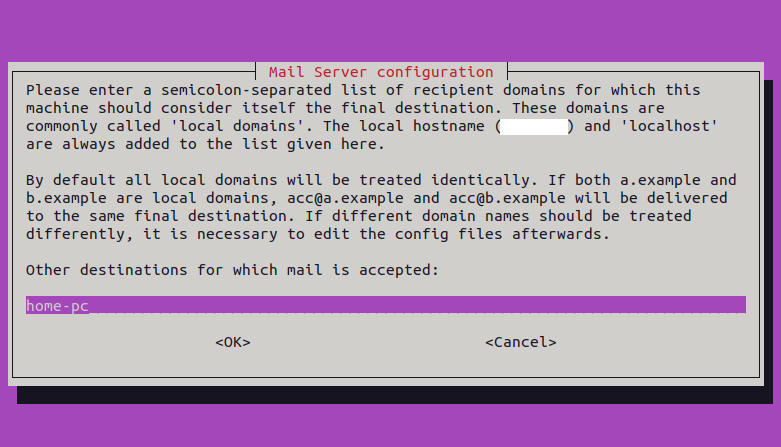 Mail Server configuration
Please enter a semicolon-separated list of recipient domains for which this
machine should consider itself the final destination. These domains are
commonly called 'local domains'. The local hostname ( ) and 'localhost'
are always added to the list given here.
By default all local domains will be treated identically. If both a.example and
b.example are local domains, acc@a.example and acc@b.example will be delivered
to the same final destination. If different domain names should be treated
differently, it is necessary to edit the config files afterwards.
Other destinations for which mail is accepted:
home-pc
<OK> <Cancel>